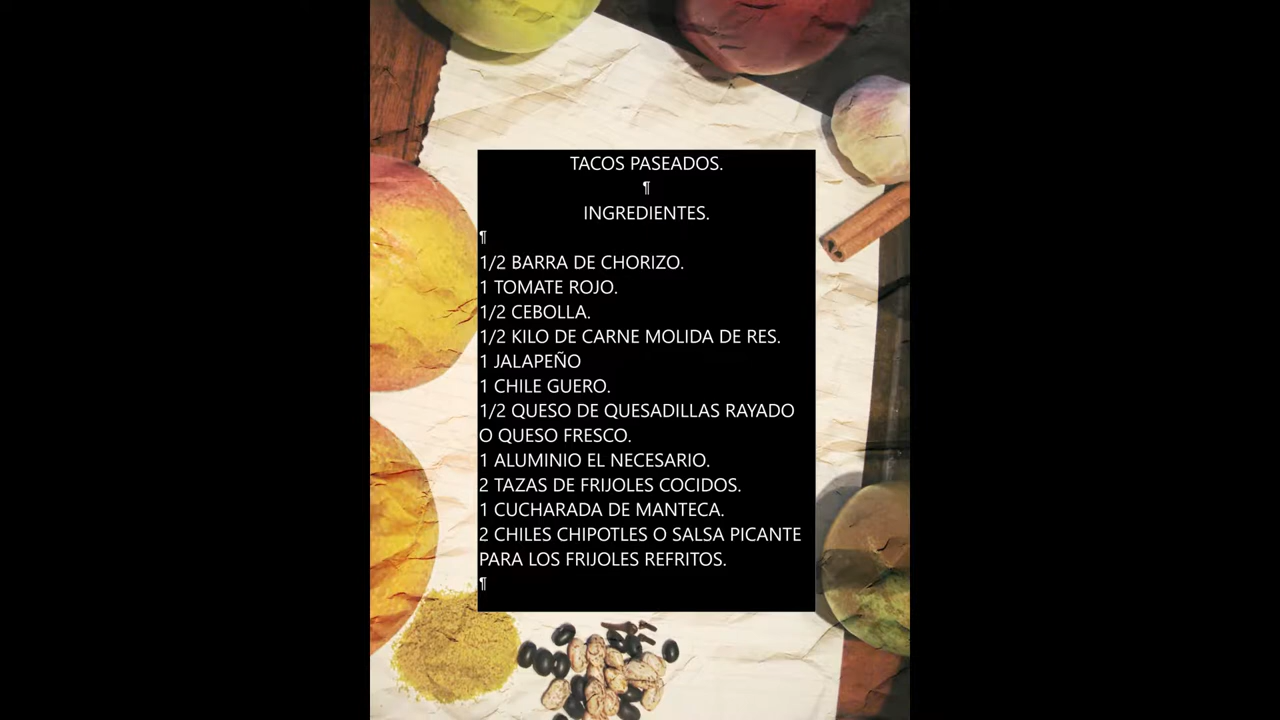 TACOS PASEADOS.
¶
INGREDIENTES.
¶
1/2 BARRA DE CHORIZO.
1 TOMATE ROJO.
1/2 CEBOLLA.
1/2 KILO DE CARNE MOLIDA DE RES.
1 JALAPEÑO
1 CHILE GUERO.
1/2 QUESO DE QUESADILLAS RAYADO
O QUESO FRESCO.
1 ALUMINIO EL NECESARIO.
2 TAZAS DE FRIJOLES COCIDOS.
1 CUCHARADA DE MANTECA.
2 CHILES CHIPOTLES O SALSA PICANTE
PARA LOS FRIJOLES REFRITOS.
¶